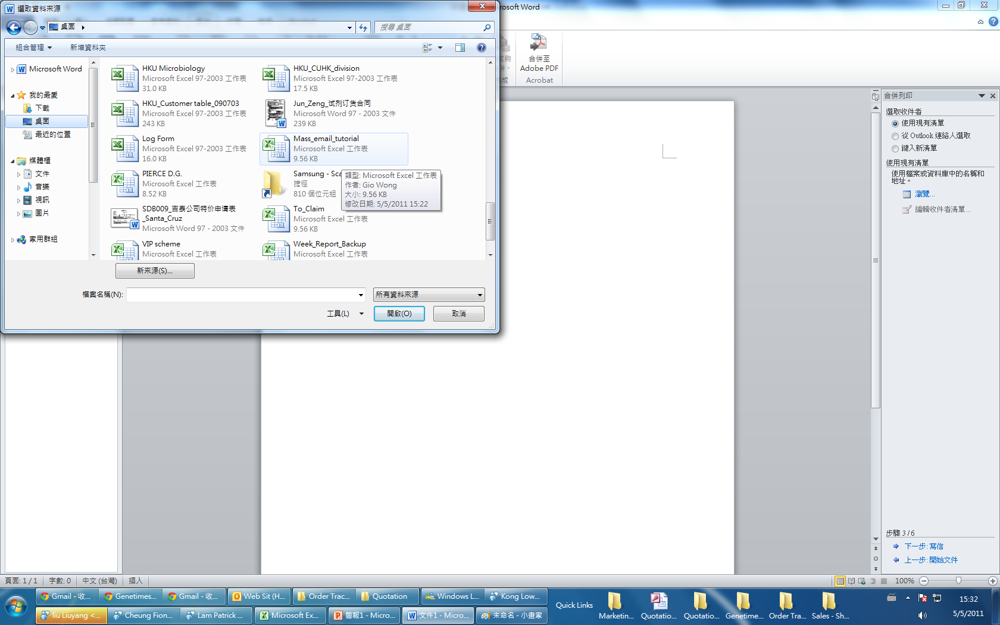 選取資料來源
rosoft Word
桌面
搜尋 桌面
組合管理
新增資料夾
合併至
Adobe PDF
Acrobat
Microsoft Word
我的最愛
下載
桌面
最近的位置
媒體櫃
文件
音樂
視訊
圖片
家用群組
HKU Microbiology
Microsoft Excel 97-2003 工作表
31.0 KB
HKU_CUHK_division
Microsoft Excel 97-2003 工作表
17.5 KB
HKU_Customer table_090703
Microsoft Excel 97-2003 工作表
243 KB
Jun_Zeng_试剂订货合同
Microsoft Word 97 - 2003 文件
239 KB
Log Form
Microsoft Excel 97-2003 工作表
16.0 KB
Mass_email_tutorial
Microsoft Excel 工作表
9.56 KB
PIERCE D.G.
Microsoft Excel 工作表
8.52 KB
Samsung - Sca
捷徑
810 個位元組
類型: Microsoft Excel 工作表
作者: Gio Wong
大小: 9.56 KB
修改日期: 5/5/2011 15:22
SDB009_吉泰公司特价申请表
_Santa_Cruz
Microsoft Word 97 - 2003 文件
To_Claim
Microsoft Excel 工作表
9.56 KB
VIP scheme
Microsoft Excel 工作表
Week_Report_Backup
Microsoft Excel 工作表
新來源(S)...
檔案名稱(N):
所有資料來源
工具(L)
開啟(O)
取消
合併列印
選取收件者
使用現有清單
從 Outlook 連絡人選取
鍵入新清單
使用現有清單
使用檔案或資料庫中的名稱和
地址。
瀏覽...
編輯收件者清單...
步驟 3 / 6
下一步: 寫信
上一步: 開始文件
頁面: 1 / 1
字數: 0
中文 (台灣)
插入
100%
Gmail - 收...
Genetimes...
Gmail - 收...
Web Sit (H...
Order Trac...
Quotation
Windows L...
Kong Low...
liu Liuyang <...
Cheung Fion...
Lam Patrick ...
Microsoft Ex...
簡報1 - Micro...
文件1 - Micro...
未命名 - 小畫家
Quick Links
Marketin...
Quotatio...
Quotatio...
Genetime...
Order Tra...
Sales - Sh...
15:32
5/5/2011